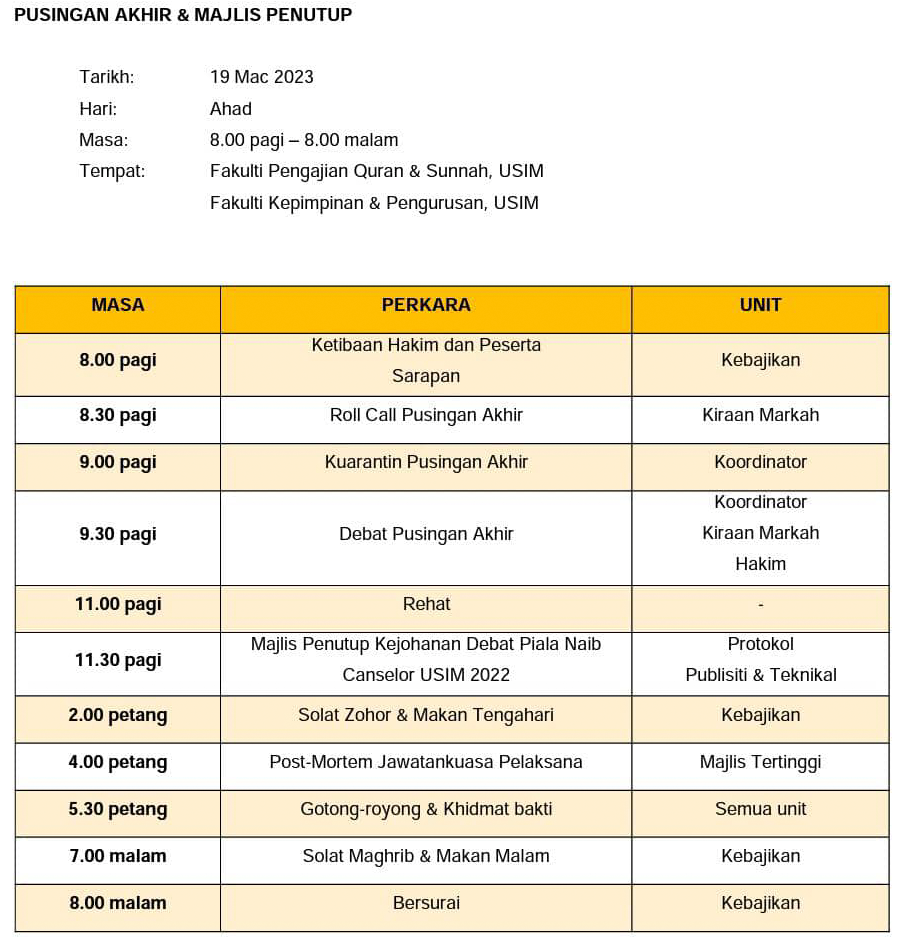 PUSINGAN AKHIR & MAJLIS PENUTUP
Tarikh: 19 Mac 2023
Hari: Ahad
Masa: 8.00 pagi – 8.00 malam
Tempat: Fakulti Pengajian Quran & Sunnah, USIM
Fakulti Kepimpinan & Pengurusan, USIM
MASA PERKARA UNIT
8.00 pagi Ketibaan Hakim dan Peserta Kebajikan
Sarapan
8.30 pagi Roll Call Pusingan Akhir Kiraan Markah
9.00 pagi Kuarantin Pusingan Akhir Koordinator
9.30 pagi Debat Pusingan Akhir Koordinator
Kiraan Markah
Hakim
11.00 pagi Rehat -
11.30 pagi Majlis Penutup Kejohanan Debat Piala Naib Protokol
Canselor USIM 2022 Publisiti & Teknikal
2.00 petang Solat Zohor & Makan Tengahari Kebajikan
4.00 petang Post-Mortem Jawatankuasa Pelaksana Majlis Tertinggi
5.30 petang Gotong-royong & Khidmat bakti Semua unit
7.00 malam Solat Maghrib & Makan Malam Kebajikan
8.00 malam Bersurai Kebajikan